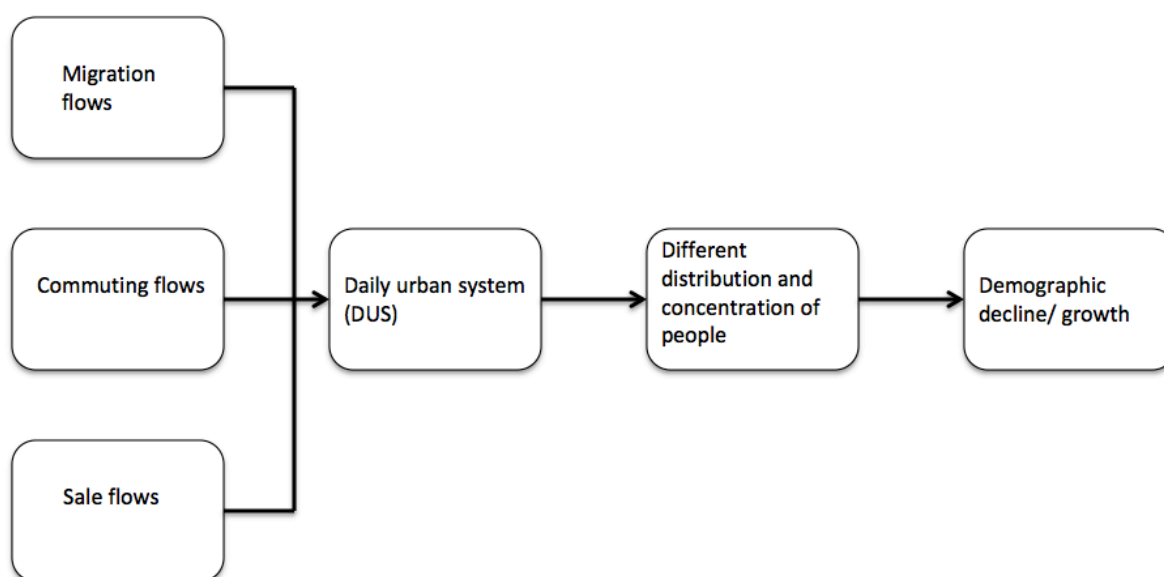 Migration
flows
Commuting flows
Sale flows
Daily urban system
(DUS)
Different
distribution and
concentration of
people
Demographic
decline/ growth